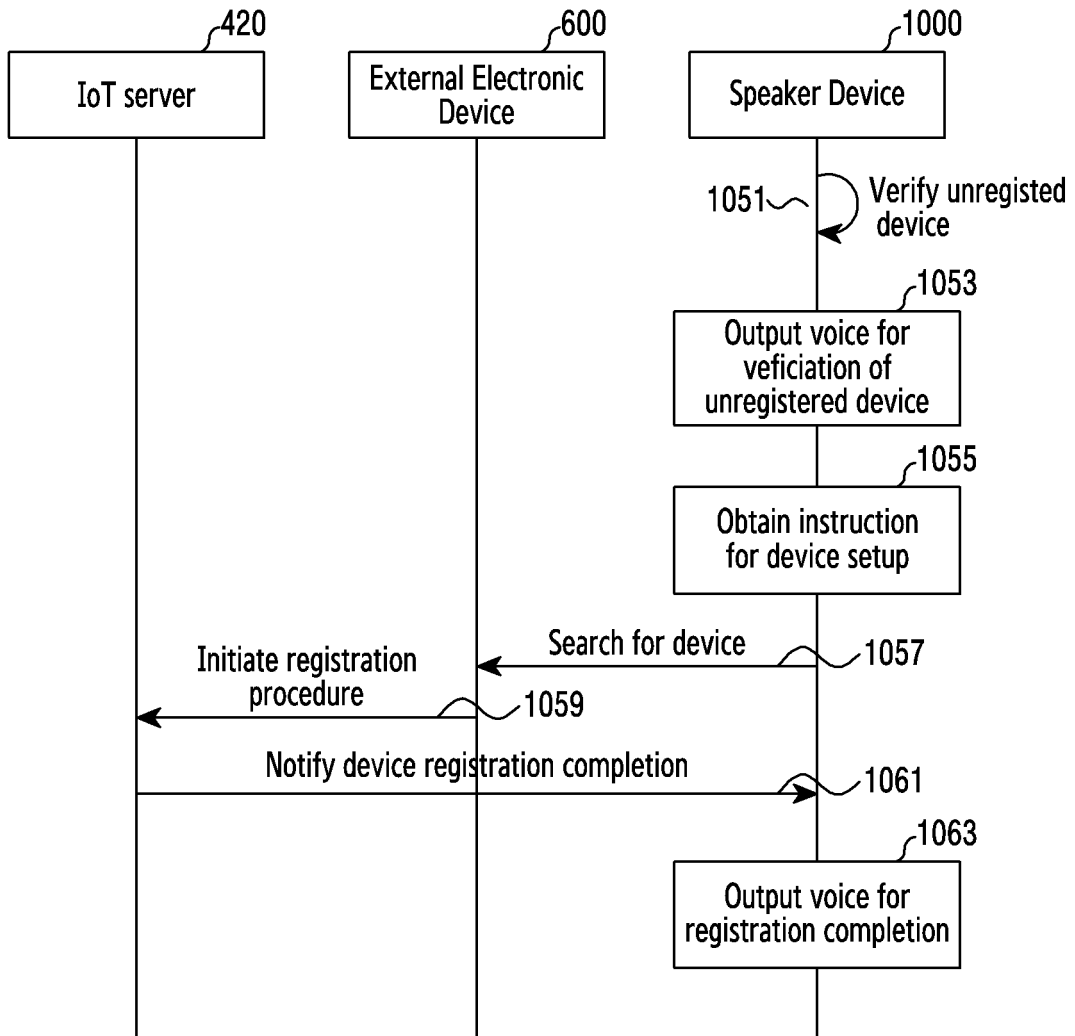 420
600
1000
IoT server
External Electronic
Device
Speaker Device
1051
Verify unregisted
device
1053
Output voice for
veficiation of
unregistered device
1055
Obtain instruction
for device setup
Search for device
1057
Initiate registration
procedure
1059
Notify device registration completion
1061
1063
Output voice for
registration completion